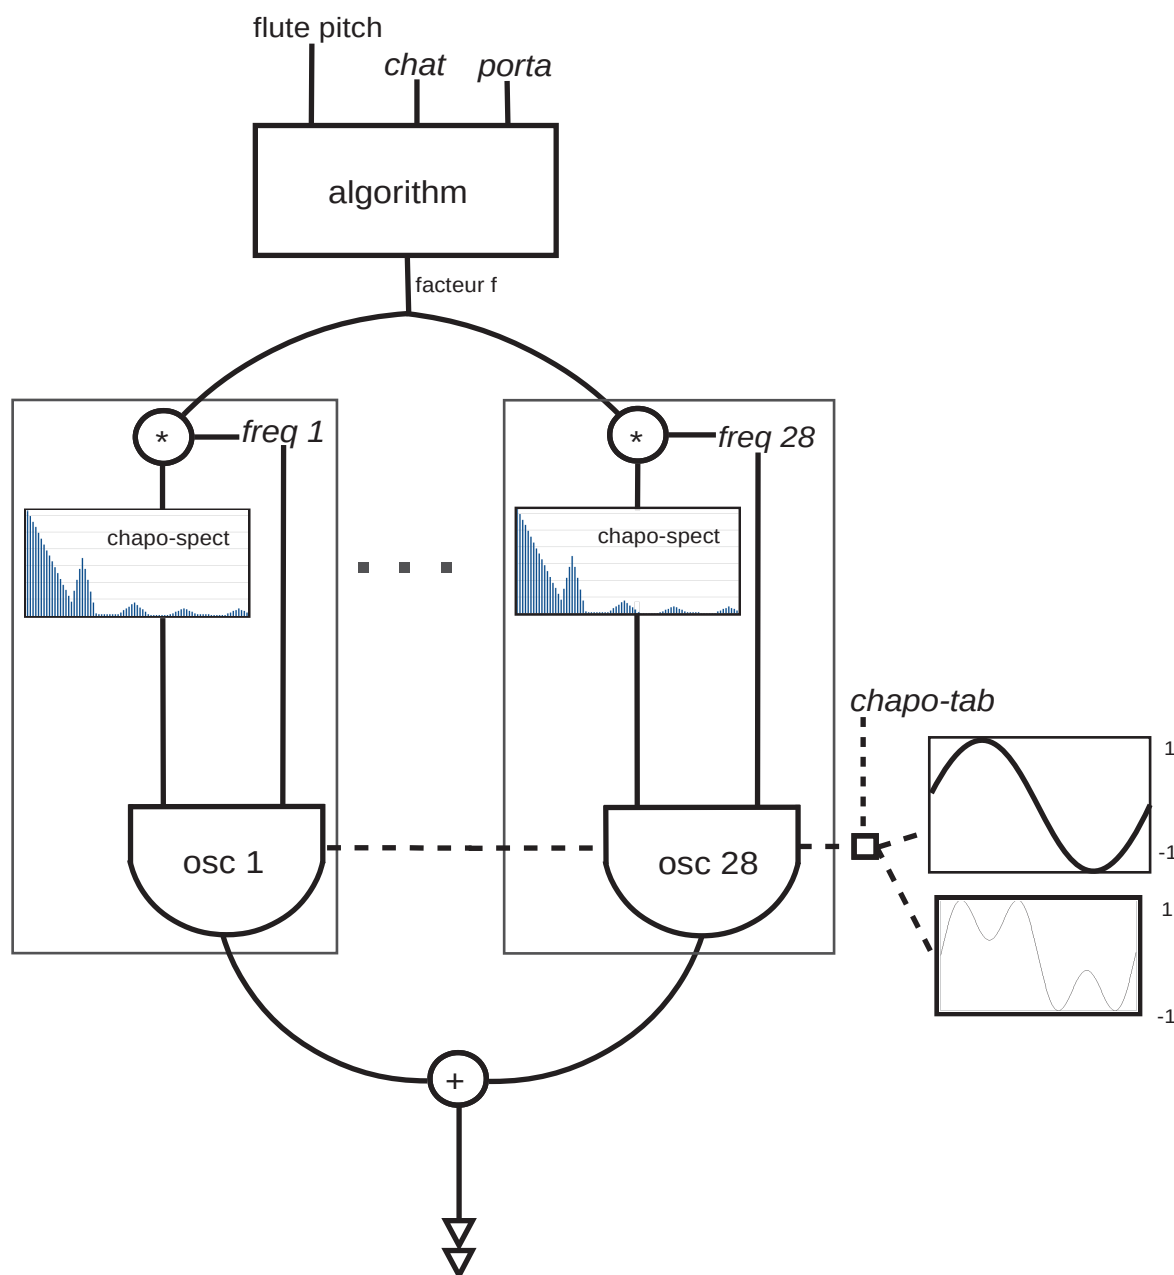 flute pitch
chat
porta
algorithm
facteur f
*
freq 1
*
freq 28
chapo-spect
chapo-spect
chapo-tab
1
-1
osc 1
osc 28
1
-1
+